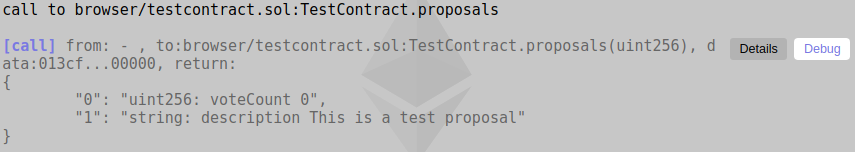 call to browser/testcontract.sol:TestContract.proposals
[call] from: - , to:browser/testcontract.sol:TestContract.proposals(uint256), d
ata:013cf...00000, return:
Details
Debug
{
"0": "uint256: voteCount 0",
"1": "string: description This is a test proposal"
}